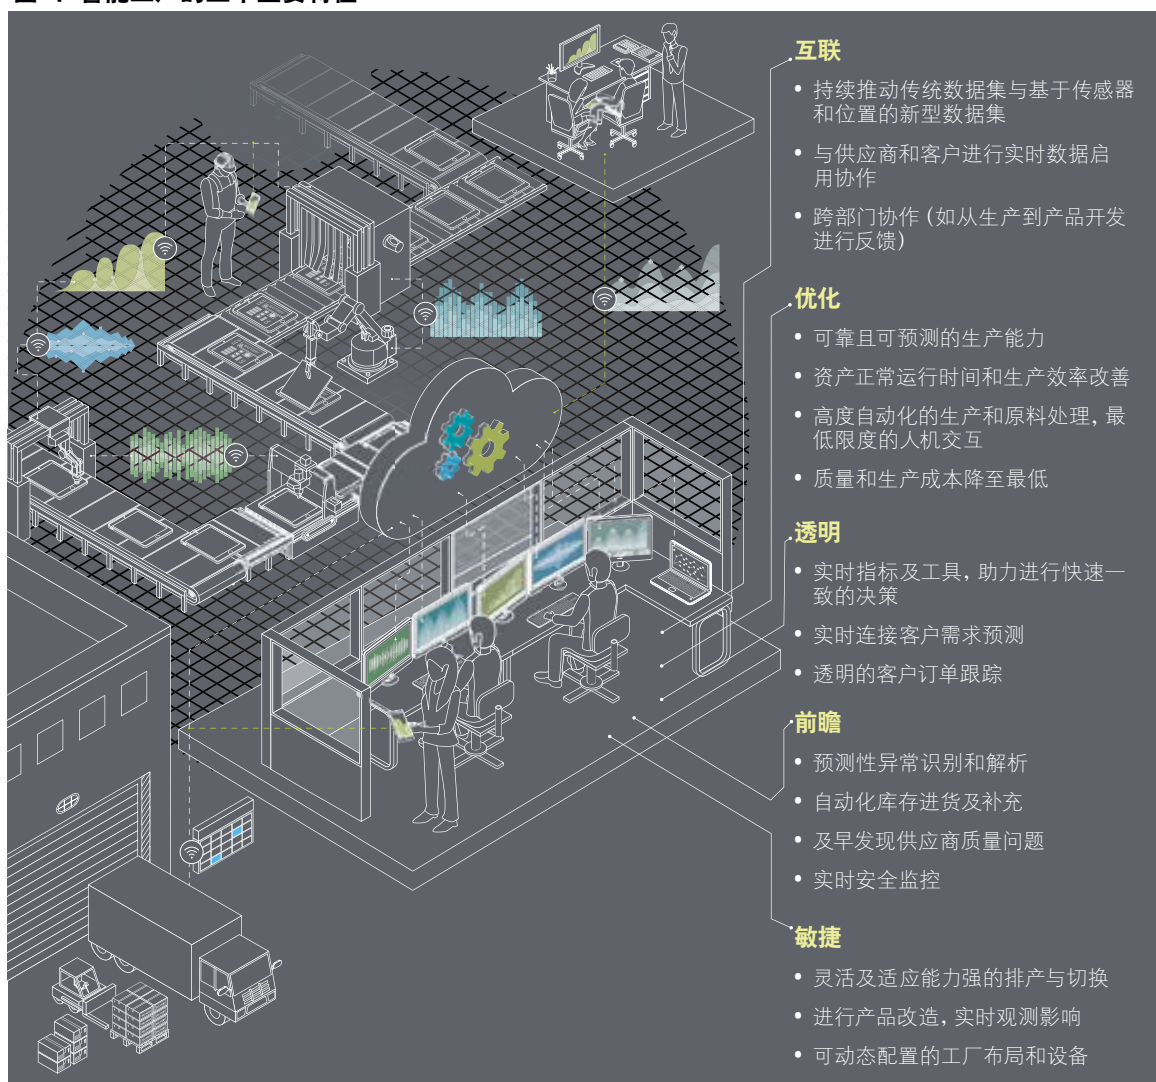 互联
• 持续推动传统数据集与基于传感器
和位置的新型数据集
• 与供应商和客户进行实时数据启
用协作
• 跨部门协作 (如从生产到产品开发
进行反馈)
优化
• 可靠且可预测的生产能力
• 资产正常运行时间和生产效率改善
• 高度自动化的生产和原料处理, 最
低限度的人机交互
• 质量和生产成本降至最低
透明
• 实时指标及工具, 助力进行快速一
致的决策
• 实时连接客户需求预测
• 透明的客户订单跟踪
前瞻
• 预测性异常识别和解析
• 自动化库存进货及补充
• 及早发现供应商质量问题
• 实时安全监控
敏捷
• 灵活及适应能力强的排产与切换
• 进行产品改造, 实时观测影响
• 可动态配置的工厂布局和设备